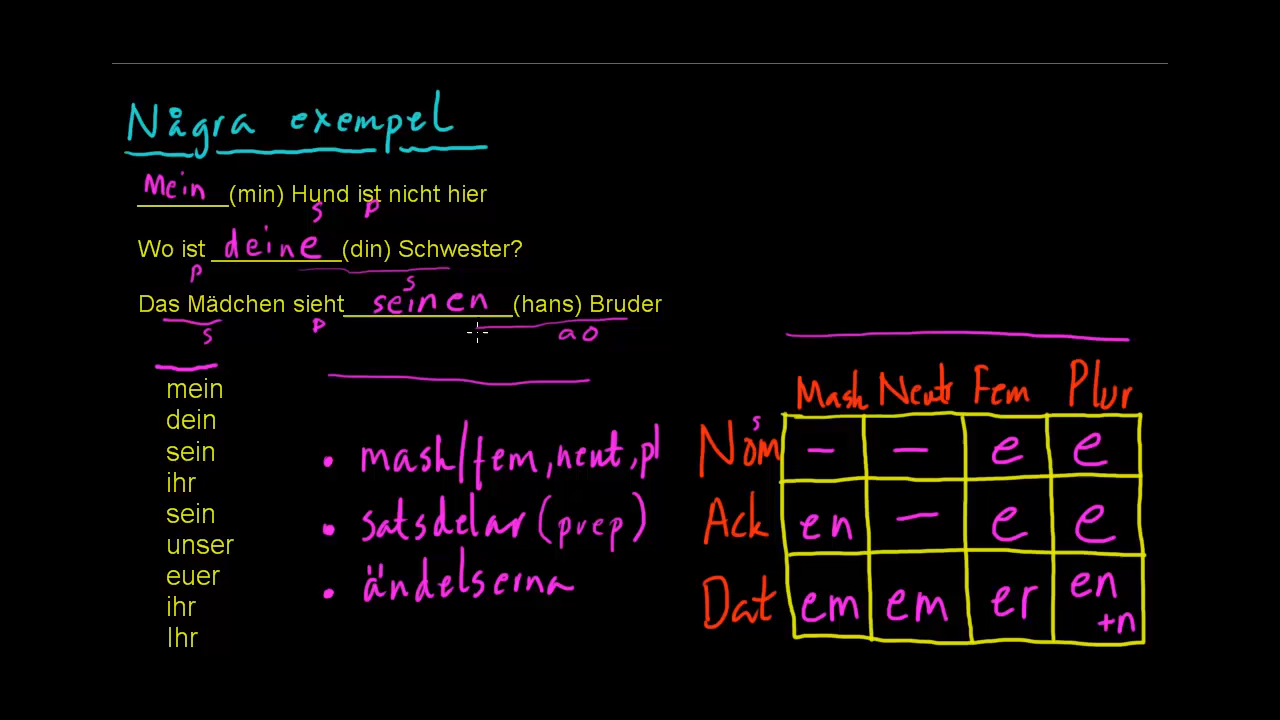 Några exempel
Mein (min) Hund ist nicht hier
s p
Wo ist deine (din) Schwester?
p s
Das Mädchen sieht seinen (hans) Bruder
s p ao
mein
dein
sein
ihr
sein
unser
euer
ihr
Ihr
• mask/fem, neut, pl
• satsdelar (prep)
• ändelserna
Mask Neutr Fem Plur
s
Nom – – e e
Ack en – e e
Dat em em er en +n